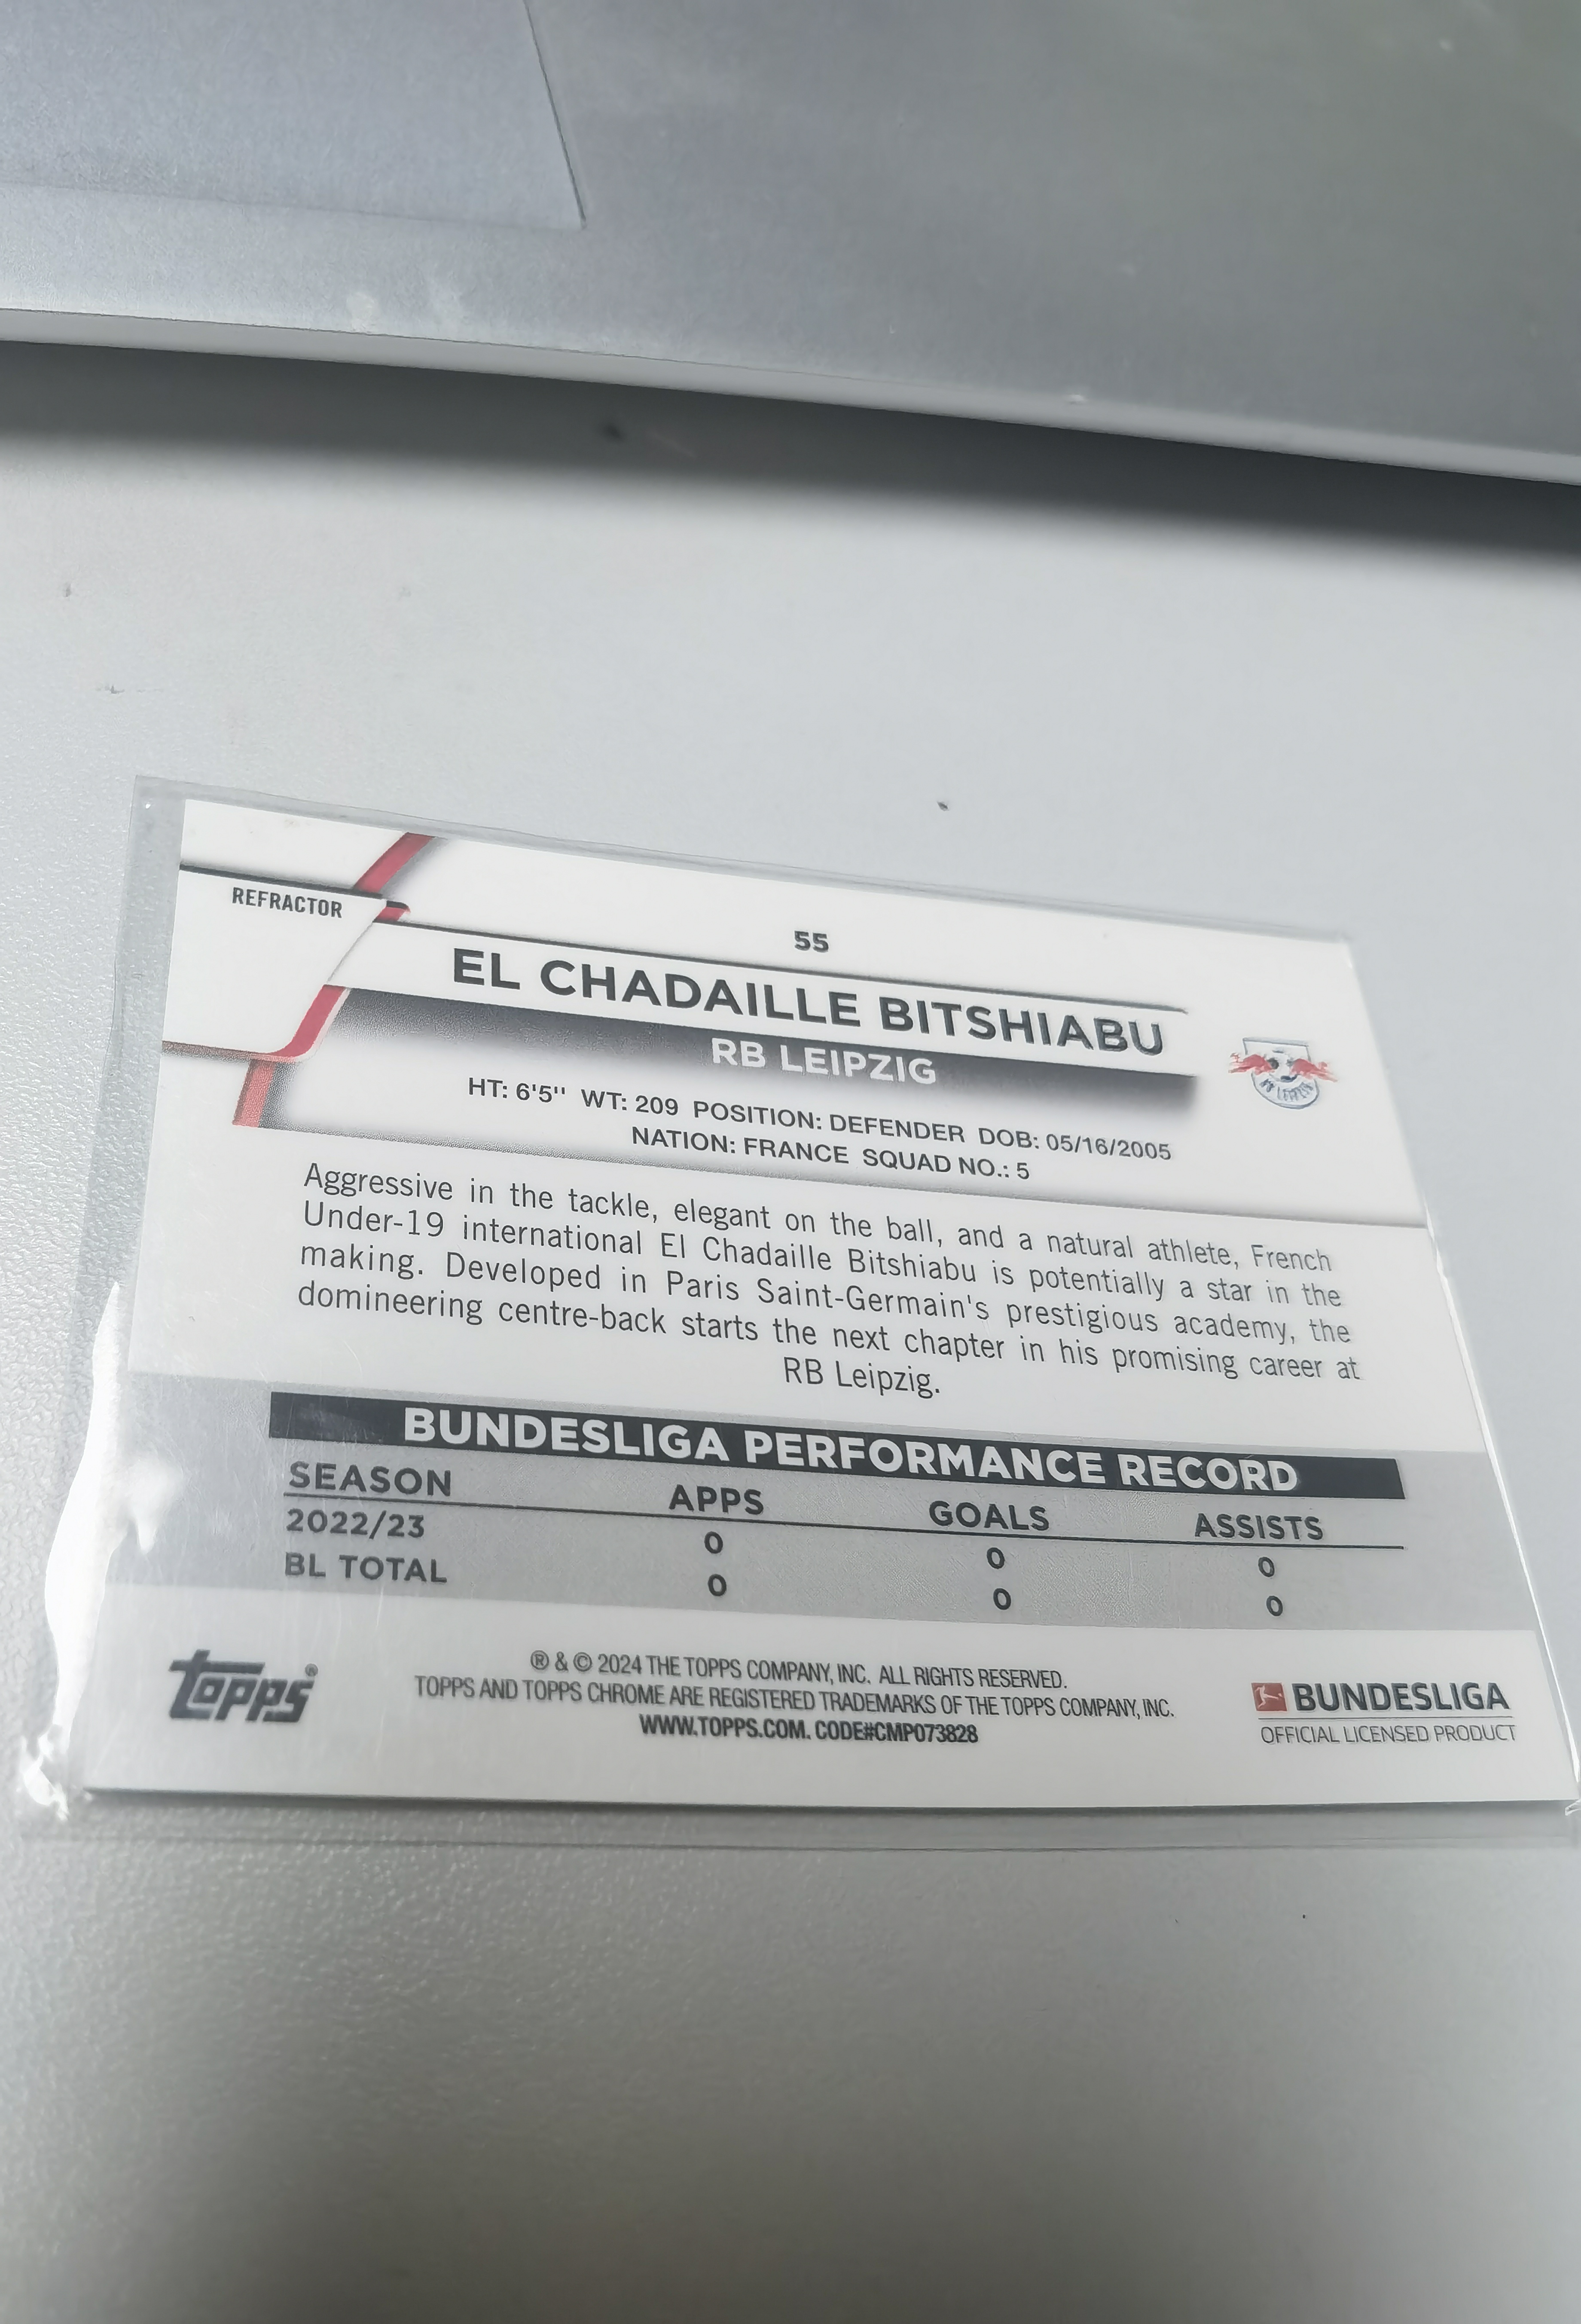 REFRACTOR
55
EL CHADAILLE BITSHIABU
RB LEIPZIG
HT: 6'5'' WT: 209 POSITION: DEFENDER DOB: 05/16/2005
NATION: FRANCE SQUAD NO.: 5
RB LEIPZIG
Aggressive in the tackle, elegant on the ball, and a natural athlete, French
Under-19 international El Chadaille Bitshiabu is potentially a star in the
making. Developed in Paris Saint-Germain's prestigious academy, the
domineering centre-back starts the next chapter in his promising career at
RB Leipzig.
BUNDESLIGA PERFORMANCE RECORD
SEASON APPS GOALS ASSISTS
2022/23 0 0 0
BL TOTAL 0 0 0
topps®
® & © 2024 THE TOPPS COMPANY, INC. ALL RIGHTS RESERVED.
TOPPS AND TOPPS CHROME ARE REGISTERED TRADEMARKS OF THE TOPPS COMPANY, INC.
WWW.TOPPS.COM. CODE#CMP073828
BUNDESLIGA
OFFICIAL LICENSED PRODUCT